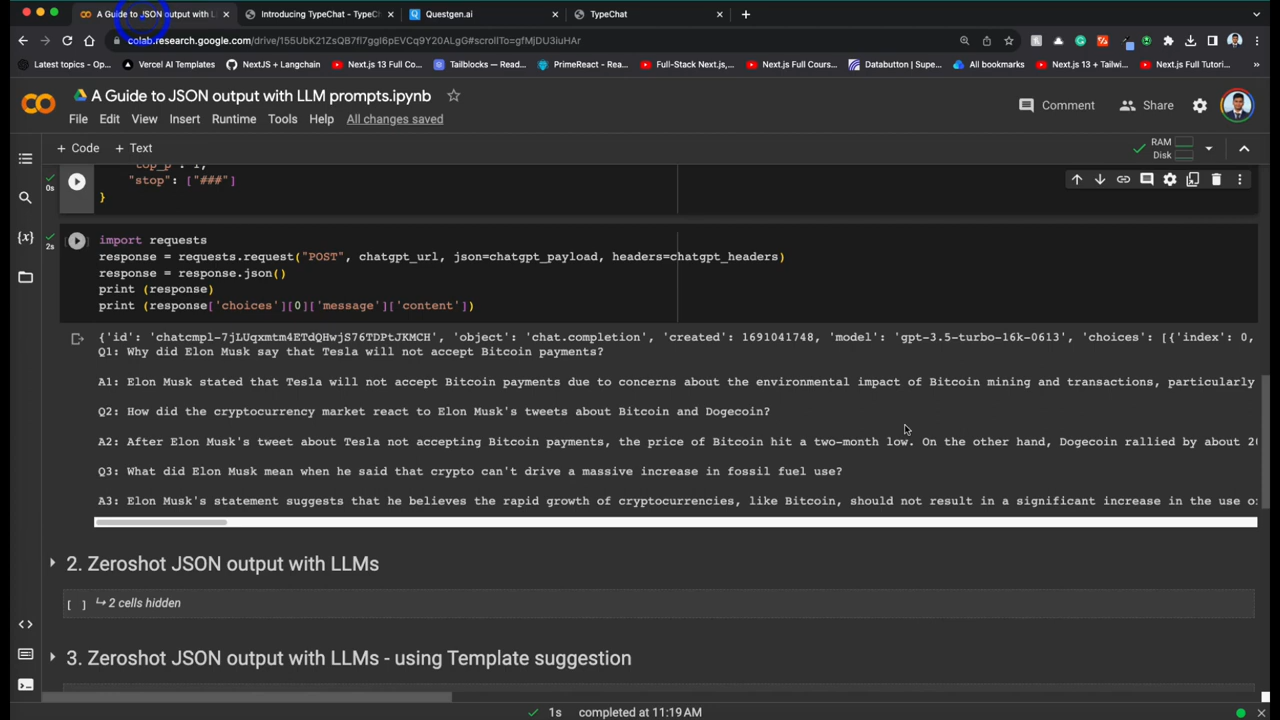 A Guide to JSON output with L
Introducing TypeChat - TypeC
Questgen.ai
TypeChat
colab.research.google.com/drive/155UbK21ZsQB7fl7ggI6pEVCq9Y20ALgG#scrollTo=gfMjDU3iuHAr
Latest topics - Op...
Vercel AI Templates
NextJS + Langchain
Next.js 13 Full Co...
Tailblocks — Read...
PrimeReact - Rea...
Full-Stack Next.js,...
Next.js Full Cours...
Databutton | Supe...
All bookmarks
Next.js 13 + Tailwi...
Next.js Full Tutori...
A Guide to JSON output with LLM prompts.ipynb
Comment
Share
File Edit View Insert Runtime Tools Help All changes saved
+ Code + Text
RAM
Disk
"top_p": 1,
0s
"stop": ["###"]
}
2s
import requests
response = requests.request("POST", chatgpt_url, json=chatgpt_payload, headers=chatgpt_headers)
response = response.json()
print (response)
print (response['choices'][0]['message']['content'])
{'id': 'chatcmpl-7jLUqxmtm4ETdQHwjS76TDPtJKMCH', 'object': 'chat.completion', 'created': 1691041748, 'model': 'gpt-3.5-turbo-16k-0613', 'choices': [{'index': 0,
Q1: Why did Elon Musk say that Tesla will not accept Bitcoin payments?
A1: Elon Musk stated that Tesla will not accept Bitcoin payments due to concerns about the environmental impact of Bitcoin mining and transactions, particularly
Q2: How did the cryptocurrency market react to Elon Musk's tweets about Bitcoin and Dogecoin?
A2: After Elon Musk's tweet about Tesla not accepting Bitcoin payments, the price of Bitcoin hit a two-month low. On the other hand, Dogecoin rallied by about 20
Q3: What did Elon Musk mean when he said that crypto can't drive a massive increase in fossil fuel use?
A3: Elon Musk's statement suggests that he believes the rapid growth of cryptocurrencies, like Bitcoin, should not result in a significant increase in the use o
2. Zeroshot JSON output with LLMs
[ ] 2 cells hidden
3. Zeroshot JSON output with LLMs - using Template suggestion
1s completed at 11:19 AM